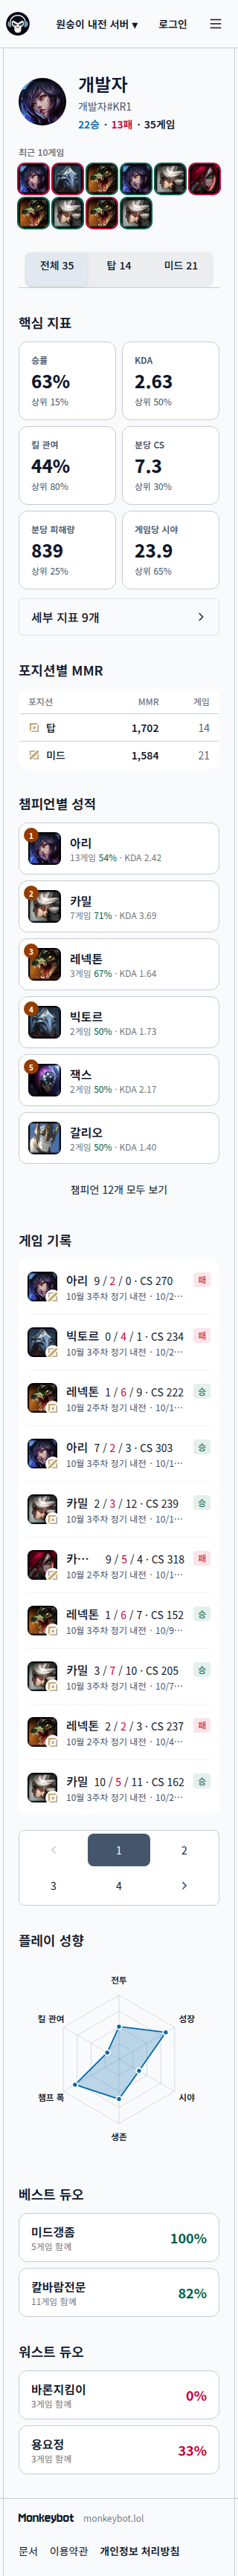 원숭이 내전 서버 ▾ 로그인
개발자
개발자#KR1
22승 · 13패 · 35게임
최근 10게임
전체 35 탑 14 미드 21
핵심 지표
승률 KDA
63% 2.63
상위 15% 상위 50%
킬 관여 분당 CS
44% 7.3
상위 80% 상위 30%
분당 피해량 게임당 시야
839 23.9
상위 25% 상위 65%
세부 지표 9개
포지션별 MMR
포지션 MMR 게임
탑 1,702 14
미드 1,584 21
챔피언별 성적
1 아리
13게임 54% · KDA 2.42
2 카밀
7게임 71% · KDA 3.69
3 레넥톤
3게임 67% · KDA 1.64
4 빅토르
2게임 50% · KDA 1.73
5 잭스
2게임 50% · KDA 2.17
갈리오
2게임 50% · KDA 1.40
챔피언 12개 모두 보기
게임 기록
아리 9 / 2 / 0 · CS 270 패
10월 3주차 정기 내전 · 10/2…
빅토르 0 / 4 / 1 · CS 234 패
10월 3주차 정기 내전 · 10/2…
레넥톤 1 / 6 / 9 · CS 222 승
10월 2주차 정기 내전 · 10/1…
아리 7 / 2 / 3 · CS 303 승
10월 3주차 정기 내전 · 10/1…
카밀 2 / 3 / 12 · CS 239 승
10월 3주차 정기 내전 · 10/1…
카… 9 / 5 / 4 · CS 318 패
10월 2주차 정기 내전 · 10/1…
레넥톤 1 / 6 / 7 · CS 152 승
10월 3주차 정기 내전 · 10/9…
카밀 3 / 7 / 10 · CS 205 승
10월 3주차 정기 내전 · 10/7…
레넥톤 2 / 2 / 3 · CS 237 패
10월 2주차 정기 내전 · 10/4…
카밀 10 / 5 / 11 · CS 162 승
10월 3주차 정기 내전 · 10/2…
1 2
3 4
플레이 성향
전투
킬 관여 성장
챔프 폭 시야
생존
베스트 듀오
미드갱좀 100%
5게임 함께
칼바람전문 82%
11게임 함께
워스트 듀오
바론지킴이 0%
3게임 함께
용요정 33%
3게임 함께
Monkeybot monkeybot.lol
문서 이용약관 개인정보 처리방침